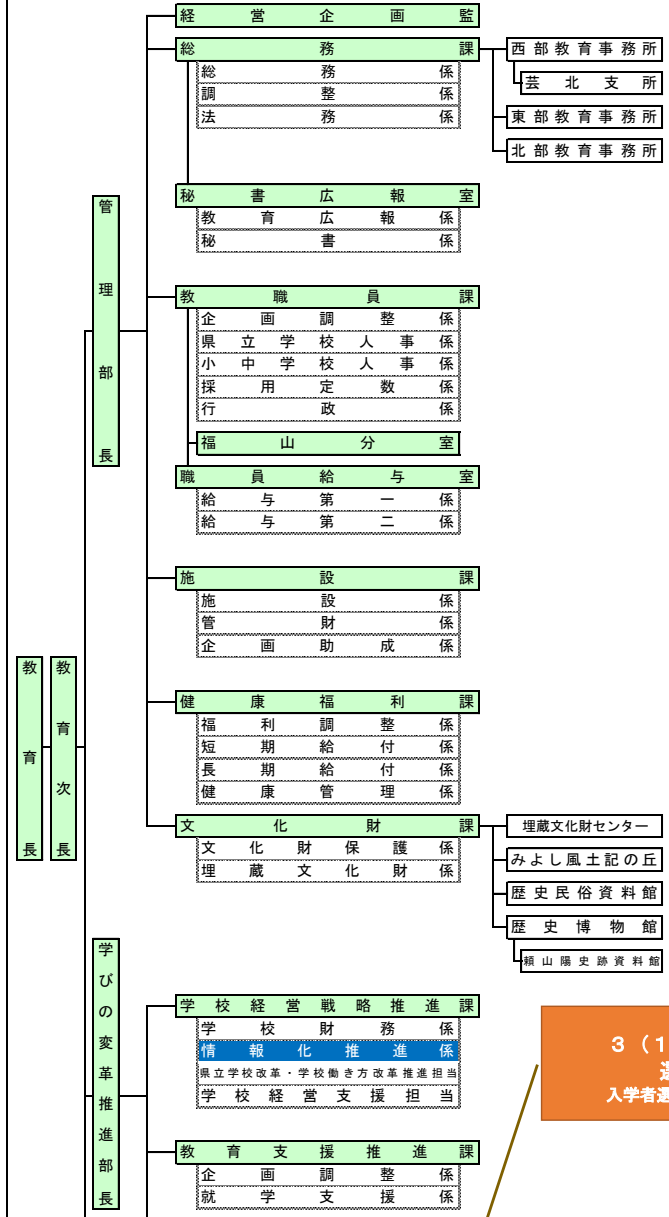 経営企画監
総務課
総務係
調整係
法務係
西部教育事務所
芸北支所
東部教育事務所
北部教育事務所
秘書広報室
教育広報係
秘書係
管理部長
教職員課
企画調整係
県立学校人事係
小中学校人事係
採用定数係
行政係
福山分室
職員給与室
給与第一係
給与第二係
施設課
施設係
管財係
企画助成係
教育長
教育次長
健康福利課
福利調整係
短期給付係
長期給付係
健康管理係
文化財課
文化財保護係
埋蔵文化財係
埋蔵文化財センター
みよし風土記の丘
歴史民俗資料館
歴史博物館
頼山陽史跡資料館
学びの変革推進部長
学校経営戦略推進課
学校財務係
情報化推進係
県立学校改革・学校働き方改革推進担当
学校経営支援担当
3（1
入学者選
教育支援推進課
企画調整係
就学支援係